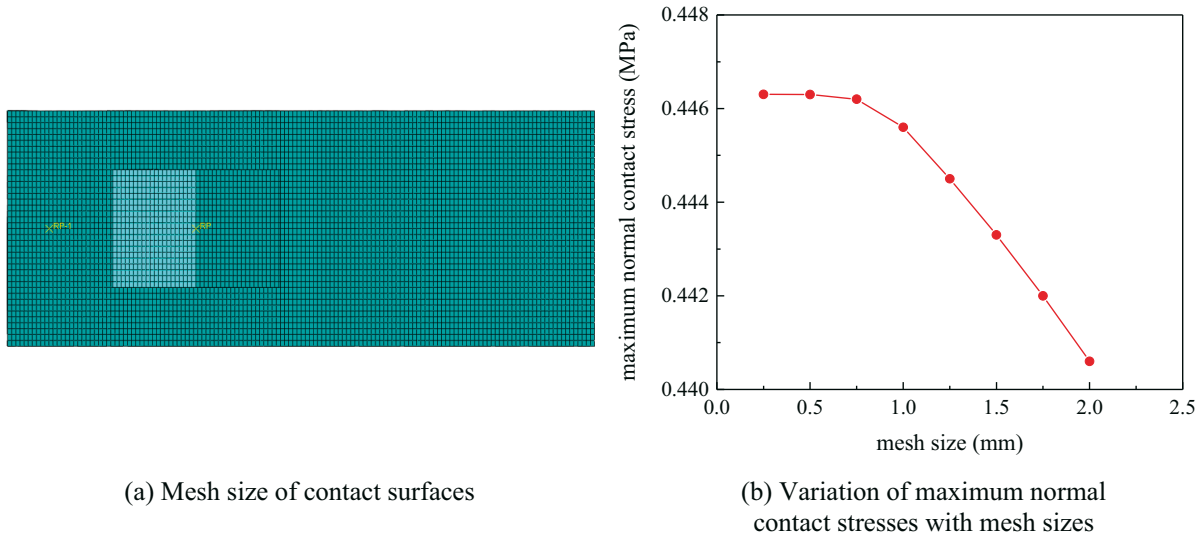 RP-1
RP
maximum normal contact stress (MPa)
0.448
0.446
0.444
0.442
0.440
0.0 0.5 1.0 1.5 2.0 2.5
mesh size (mm)
(a) Mesh size of contact surfaces
(b) Variation of maximum normal
contact stresses with mesh sizes